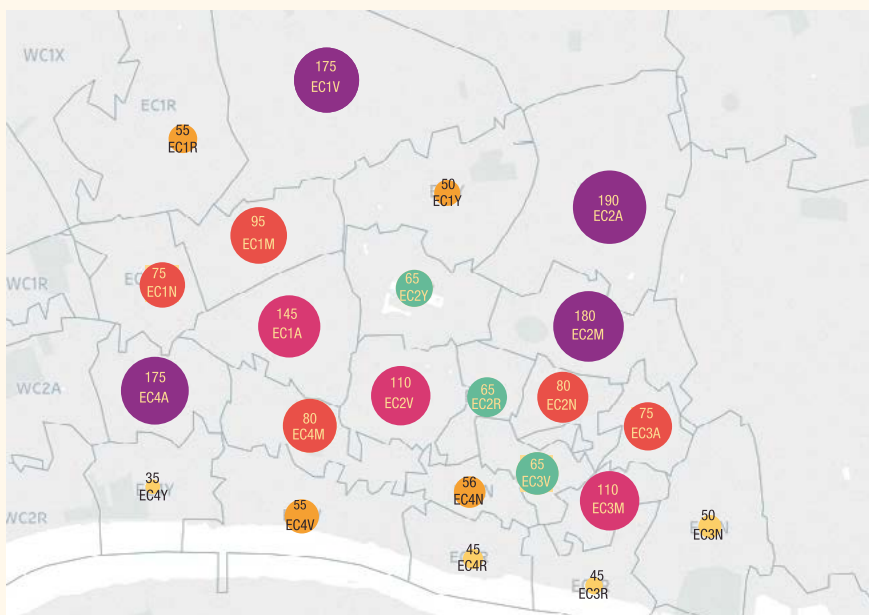 WC1X
175
EC1V
EC1R
55
EC1R
50
EC1Y
190
EC2A
95
EC1M
WC1R
75
EC1N
65
EC2Y
145
EC1A
180
EC2M
WC2A
175
EC4A
110
EC2V
65
EC2R
80
EC2N
80
EC4M
75
EC3A
65
EC3V
35
EC4Y
56
EC4N
110
EC3M
WC2R
55
EC4V
50
EC3N
45
EC4R
45
EC3R